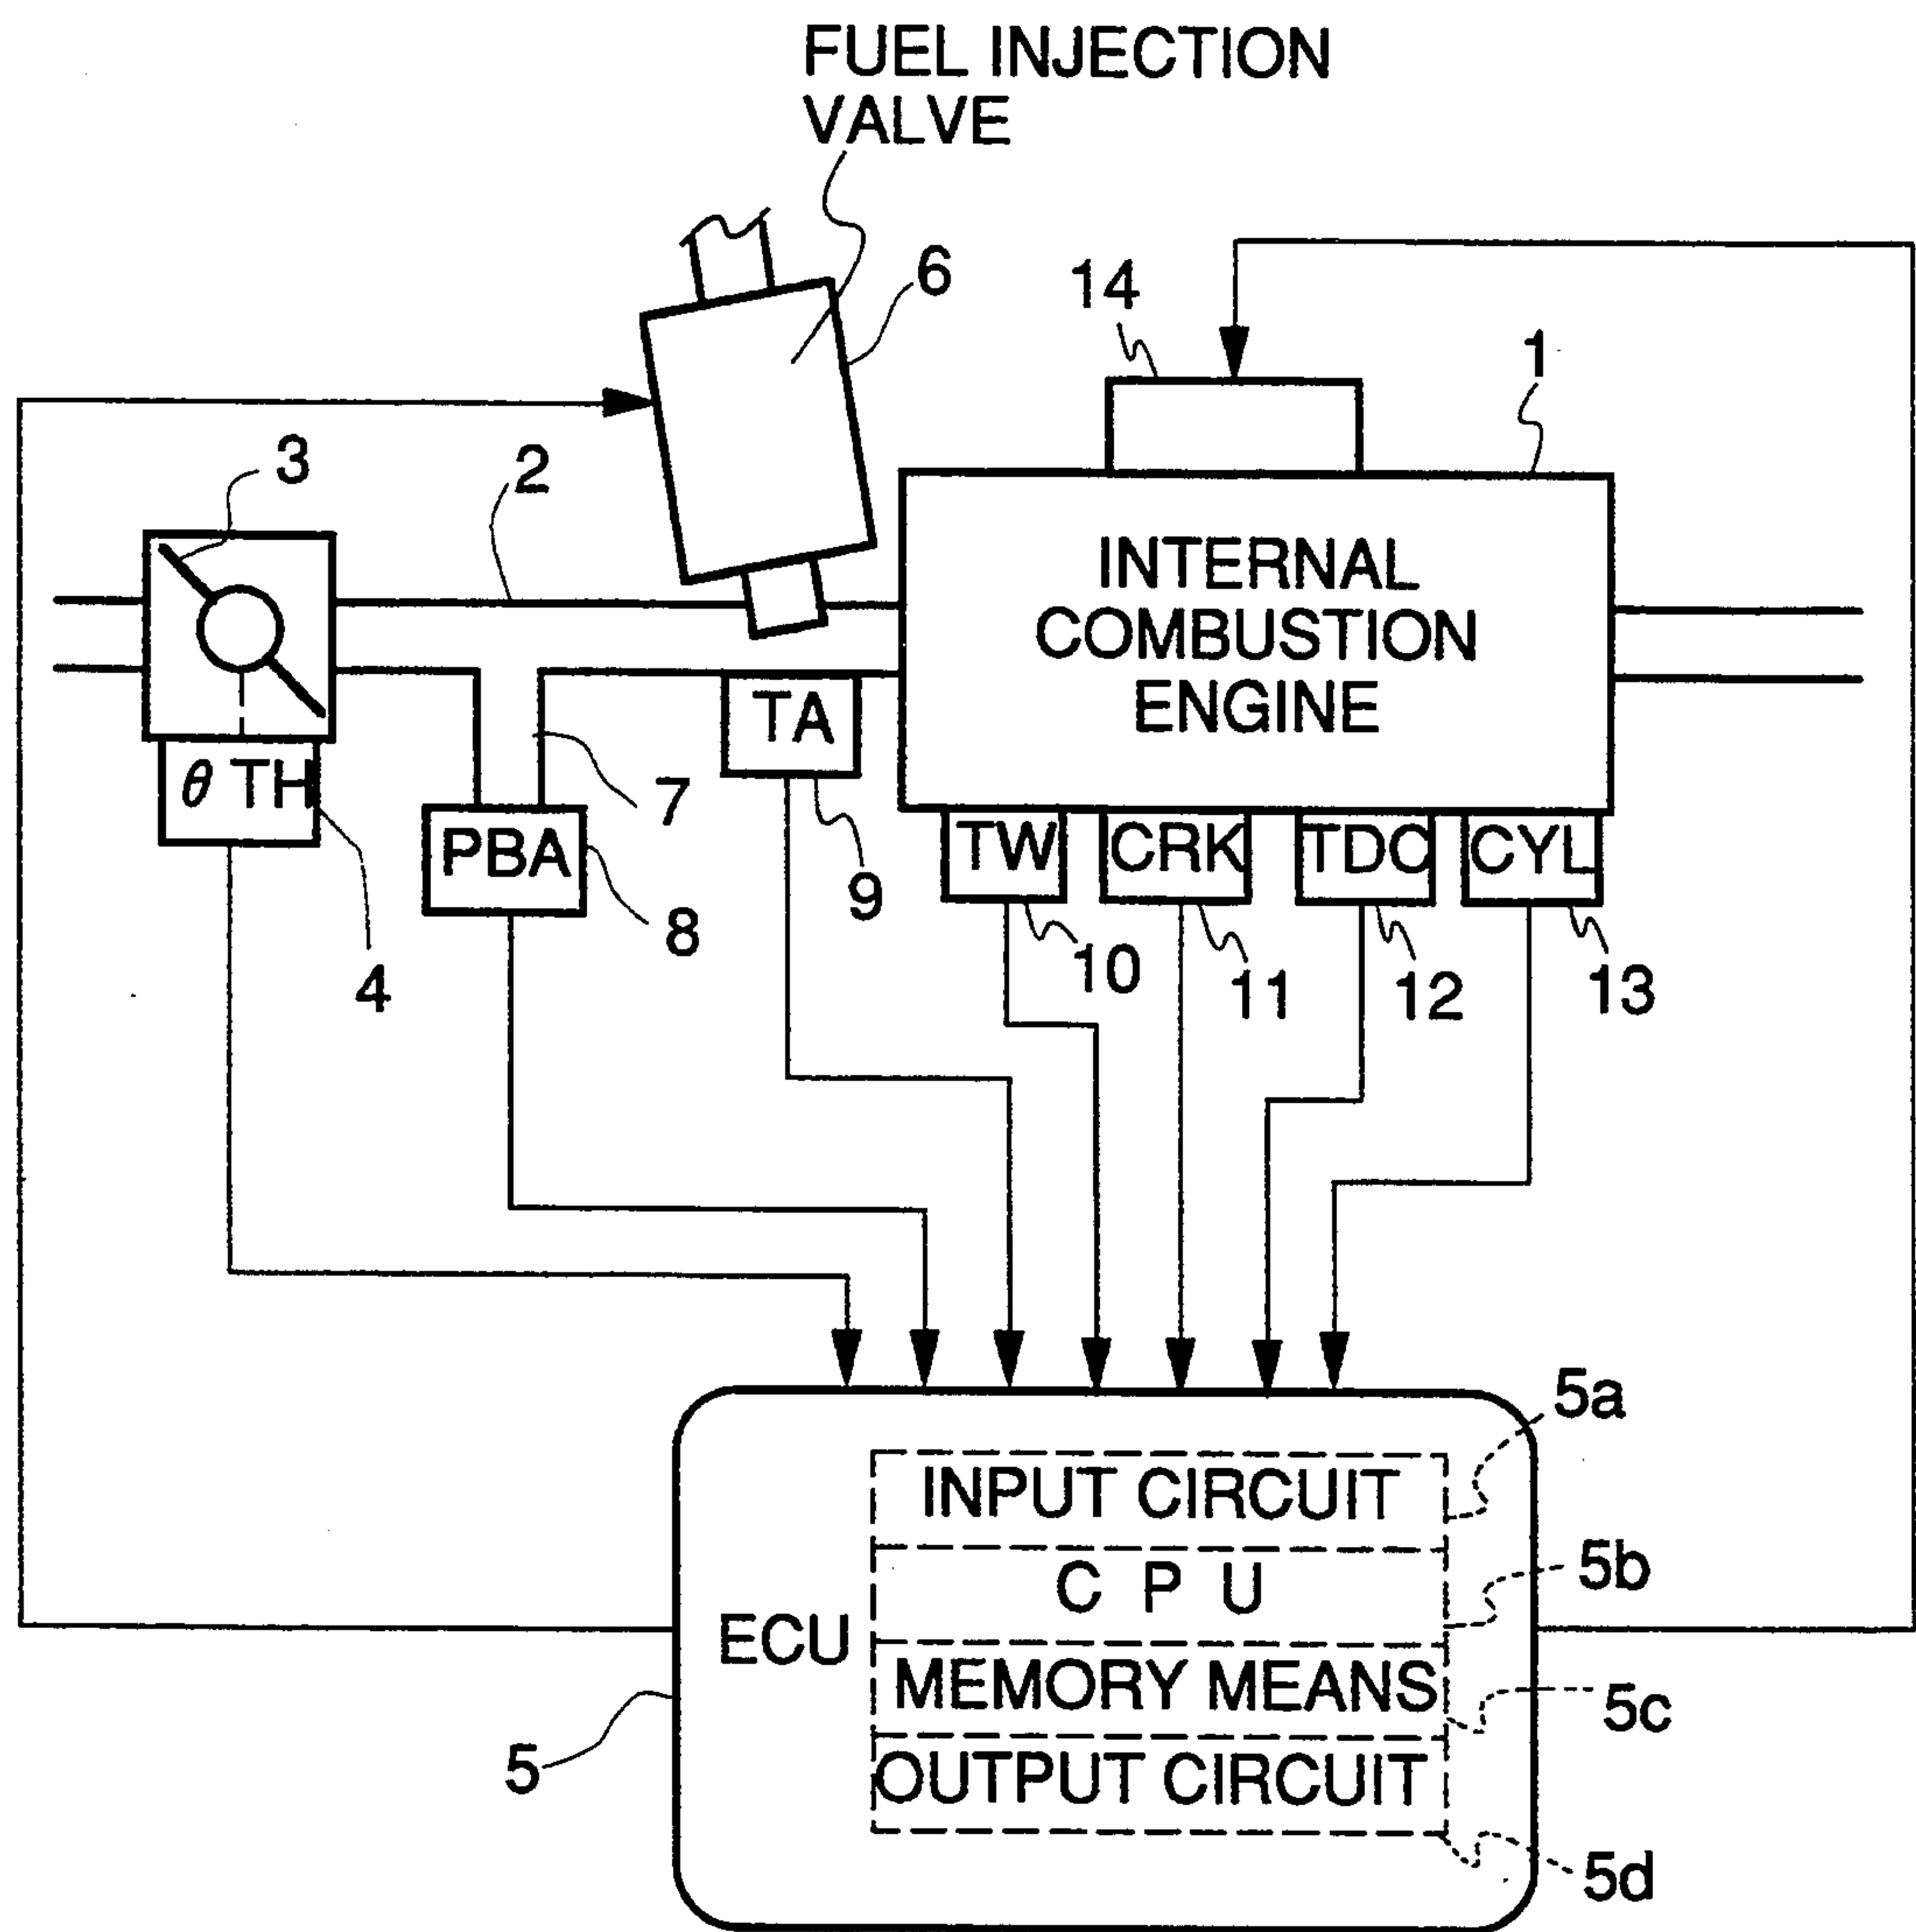 FUEL INJECTION
VALVE
6
14
1
3
2
INTERNAL
COMBUSTION
ENGINE
TA
θ TH
7
PBA
TW
CRK
TDC
CYL
9
8
4
10
11
12
13
5a
INPUT CIRCUIT
C P U
5b
ECU
MEMORY MEANS
5c
5
OUTPUT CIRCUIT
5d